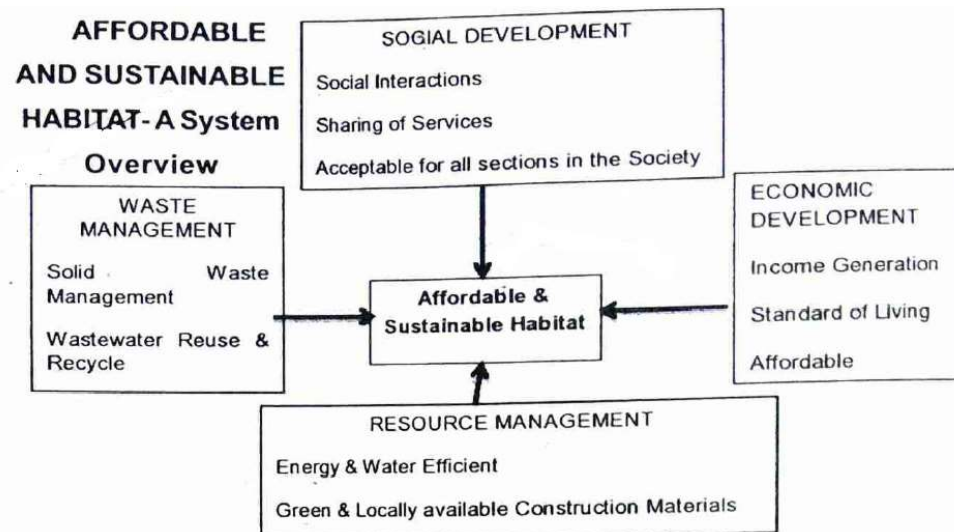 AFFORDABLE
AND SUSTAINABLE
HABITAT- A System
Overview
SOGIAL DEVELOPMENT
Social Interactions
Sharing of Services
Acceptable for all sections in the Society
WASTE
MANAGEMENT
Solid Waste
Management
Wastewater Reuse &
Recycle
Affordable &
Sustainable Habitat
ECONOMIC
DEVELOPMENT
Income Generation
Standard of Living
Affordable
RESOURCE MANAGEMENT
Energy & Water Efficient
Green & Locally available Construction Materials